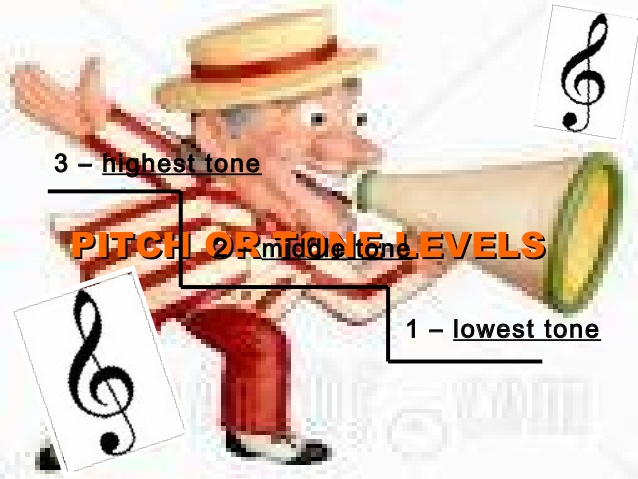 3 – highest tone
PITCH OR TONE LEVELS
2 – middle tone
1 – lowest tone